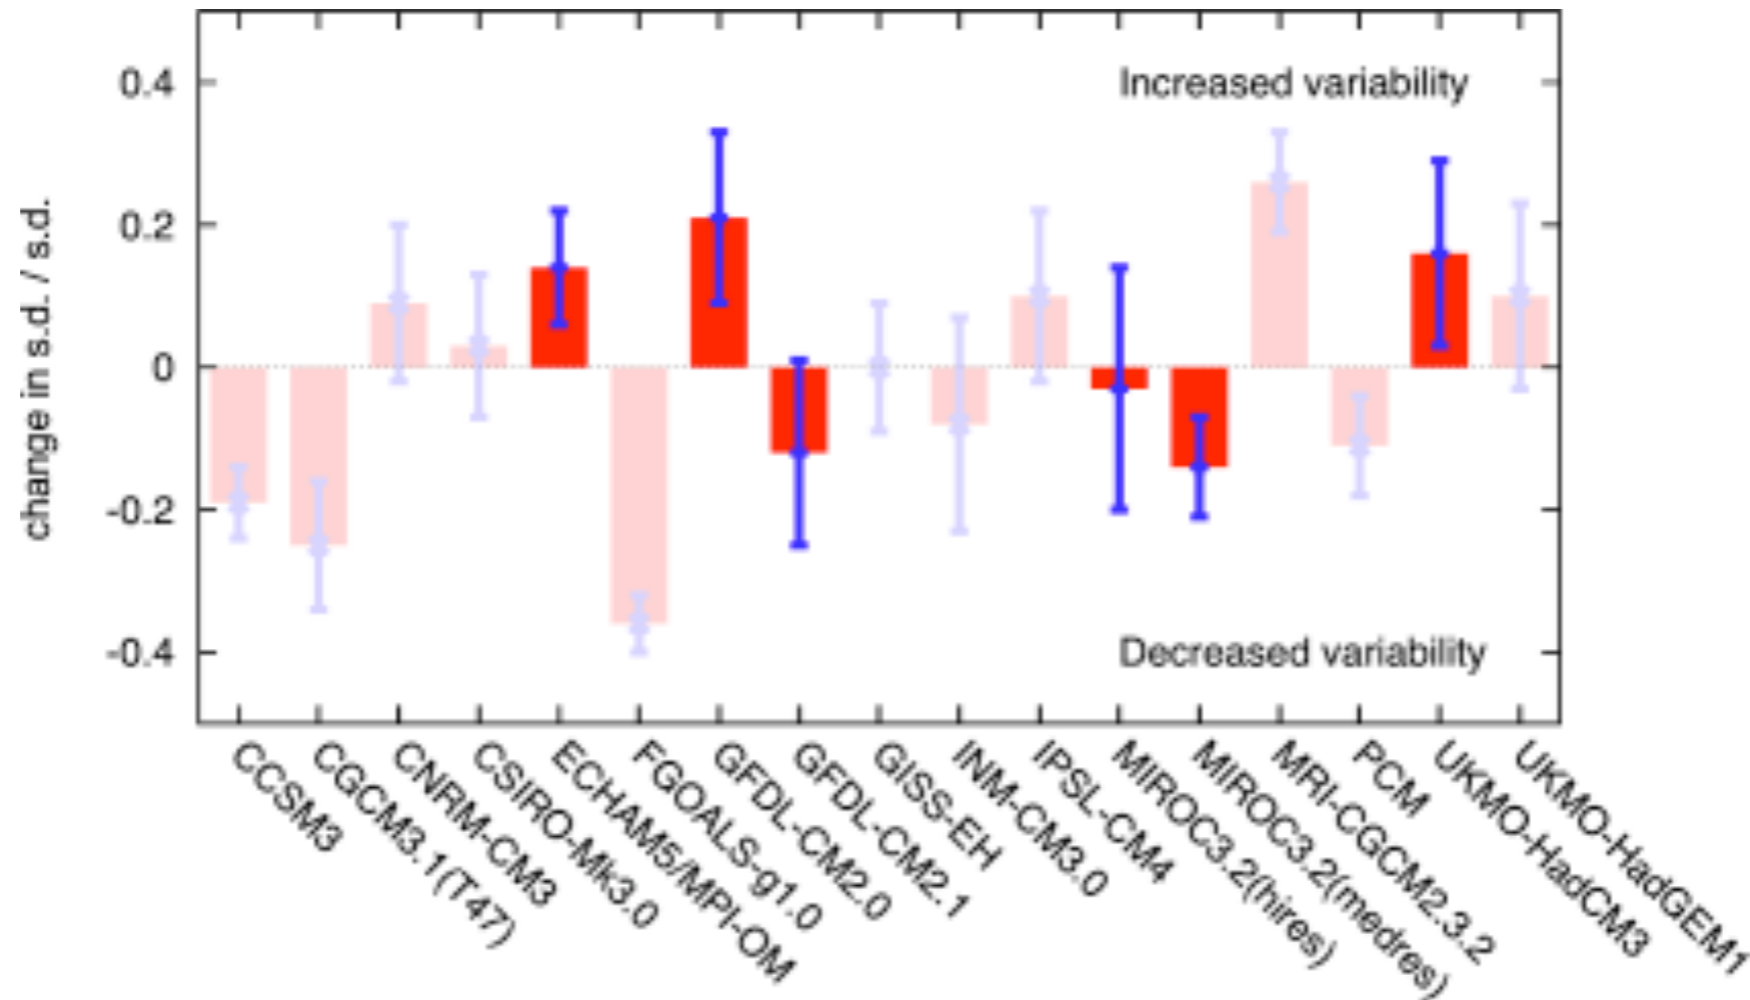 0.4
0.2
0
-0.2
-0.4
change in s.d. / s.d.
Increased variability
Decreased variability
CCSM3
CGCM3.1(T47)
CNRM-CM3
CSIRO-Mk3.0
ECHAM5/MPI-OM
FGOALS-g1.0
GFDL-CM2.0
GFDL-CM2.1
GISS-EH
INM-CM3.0
IPSL-CM4
MIROC3.2(hires)
MIROC3.2(medres)
MRI-CGCM2.3.2
PCM
UKMO-HadCM3
UKMO-HadGEM1